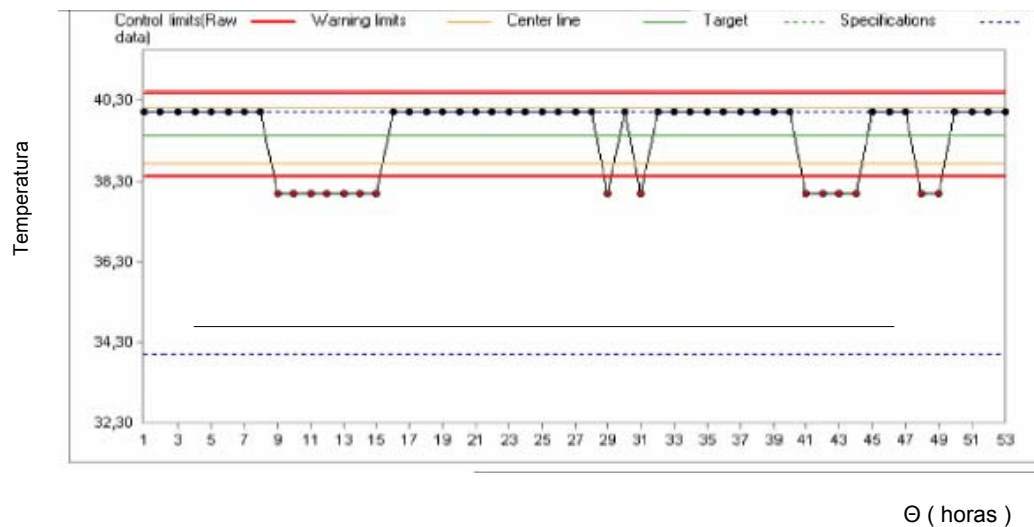 Control limits(Raw data) Warning limits Center line Target Specifications
Temperatura
40,30
38,30
36,30
34,30
32,30
1 3 5 7 9 11 13 15 17 19 21 23 25 27 29 31 33 35 37 39 41 43 45 47 49 51 53
Θ ( horas )